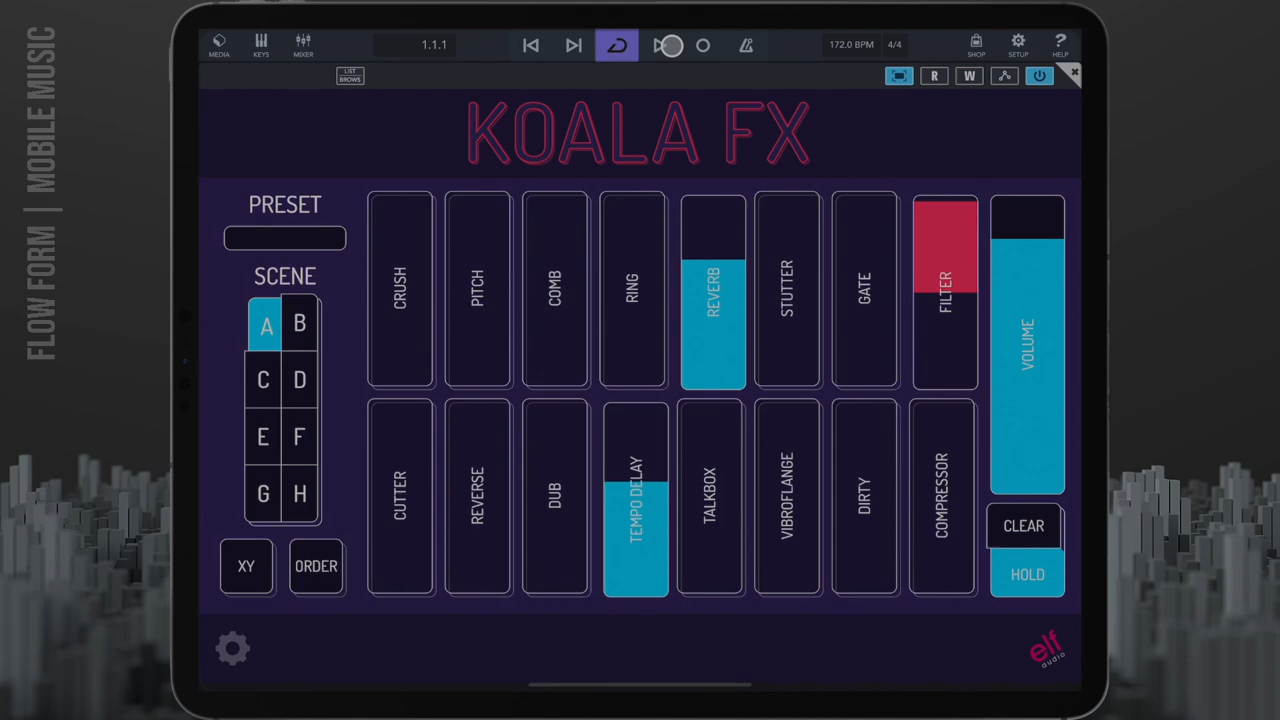 FLOW FORM | MOBILE MUSIC
MEDIA
KEYS
MIXER
1.1.1
172.0 BPM
4/4
SHOP
SETUP
?
HELP
LIST
BROWS
R
W
KOALA FX
PRESET
SCENE
A
B
C
D
E
F
G
H
XY
ORDER
CRUSH
PITCH
COMB
RING
REVERB
STUTTER
GATE
FILTER
VOLUME
CUTTER
REVERSE
DUB
TEMPO DELAY
TALKBOX
VIBROFLANGE
DIRTY
COMPRESSOR
CLEAR
HOLD
elf
audio